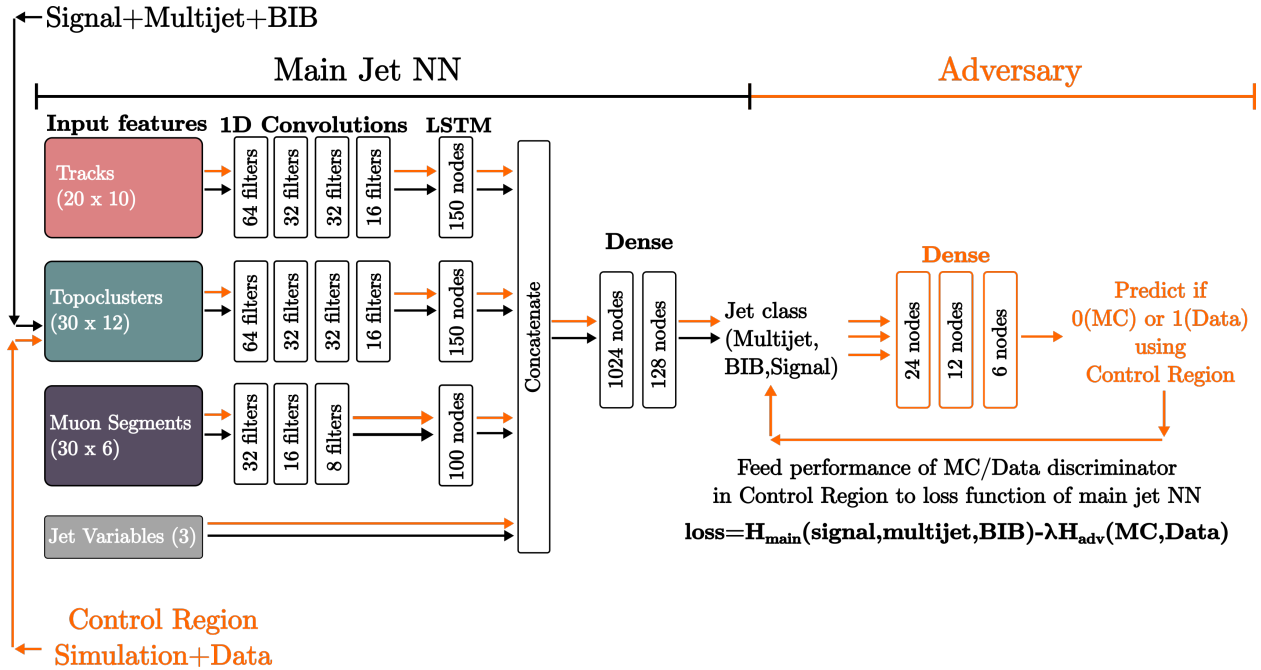 Signal+Multijet+BIB
Main Jet NN
Adversary
Input features
1D Convolutions
LSTM
Tracks
(20 x 10)
64 filters
32 filters
32 filters
16 filters
150 nodes
Topoclusters
(30 x 12)
64 filters
32 filters
32 filters
16 filters
150 nodes
Muon Segments
(30 x 6)
32 filters
16 filters
8 filters
100 nodes
Jet Variables (3)
Concatenate
Dense
1024 nodes
128 nodes
Jet class
(Multijet,
BIB,Signal)
Dense
24 nodes
12 nodes
6 nodes
Predict if
0(MC) or 1(Data)
using
Control Region
Feed performance of MC/Data discriminator
in Control Region to loss function of main jet NN
loss=H_main(signal,multijet,BIB)-λH_adv(MC,Data)
Control Region
Simulation+Data